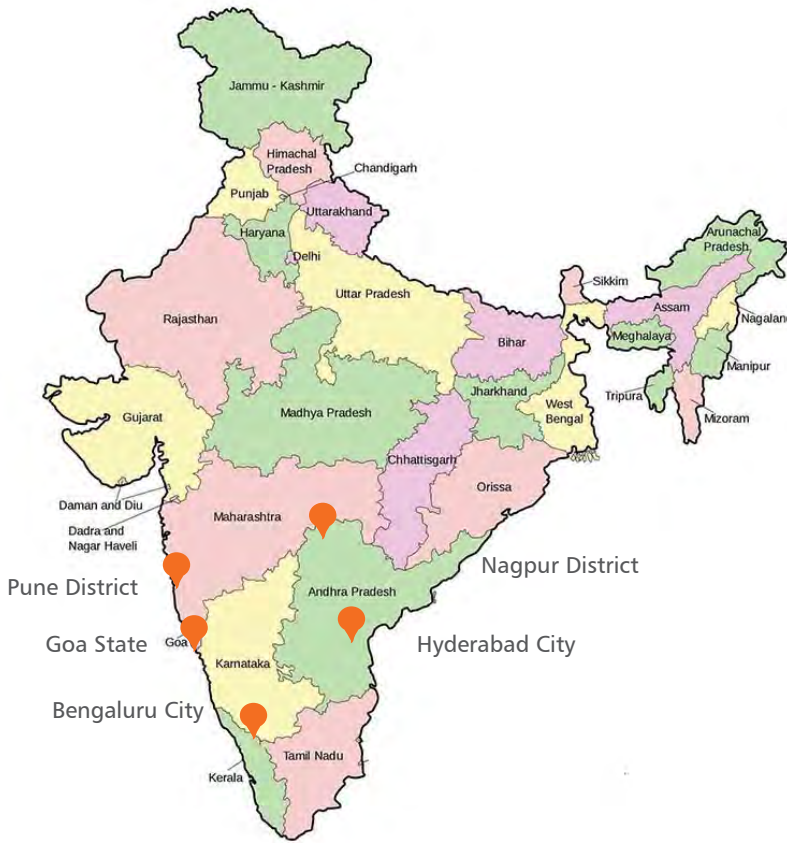 Jammu - Kashmir
Himachal
Pradesh
Chandigarh
Punjab
Uttarakhand
Haryana
Delhi
Arunachal
Pradesh
Sikkim
Uttar Pradesh
Assam
Rajasthan
Nagaland
Bihar
Meghalaya
Manipur
Jharkhand
Tripura
West
Bengal
Madhya Pradesh
Gujarat
Mizoram
Chhattisgarh
Orissa
Daman and Diu
Maharashtra
Dadra and
Nagar Haveli
Nagpur District
Pune District
Andhra Pradesh
Goa State
Goa
Hyderabad City
Karnataka
Bengaluru City
Tamil Nadu
Kerala